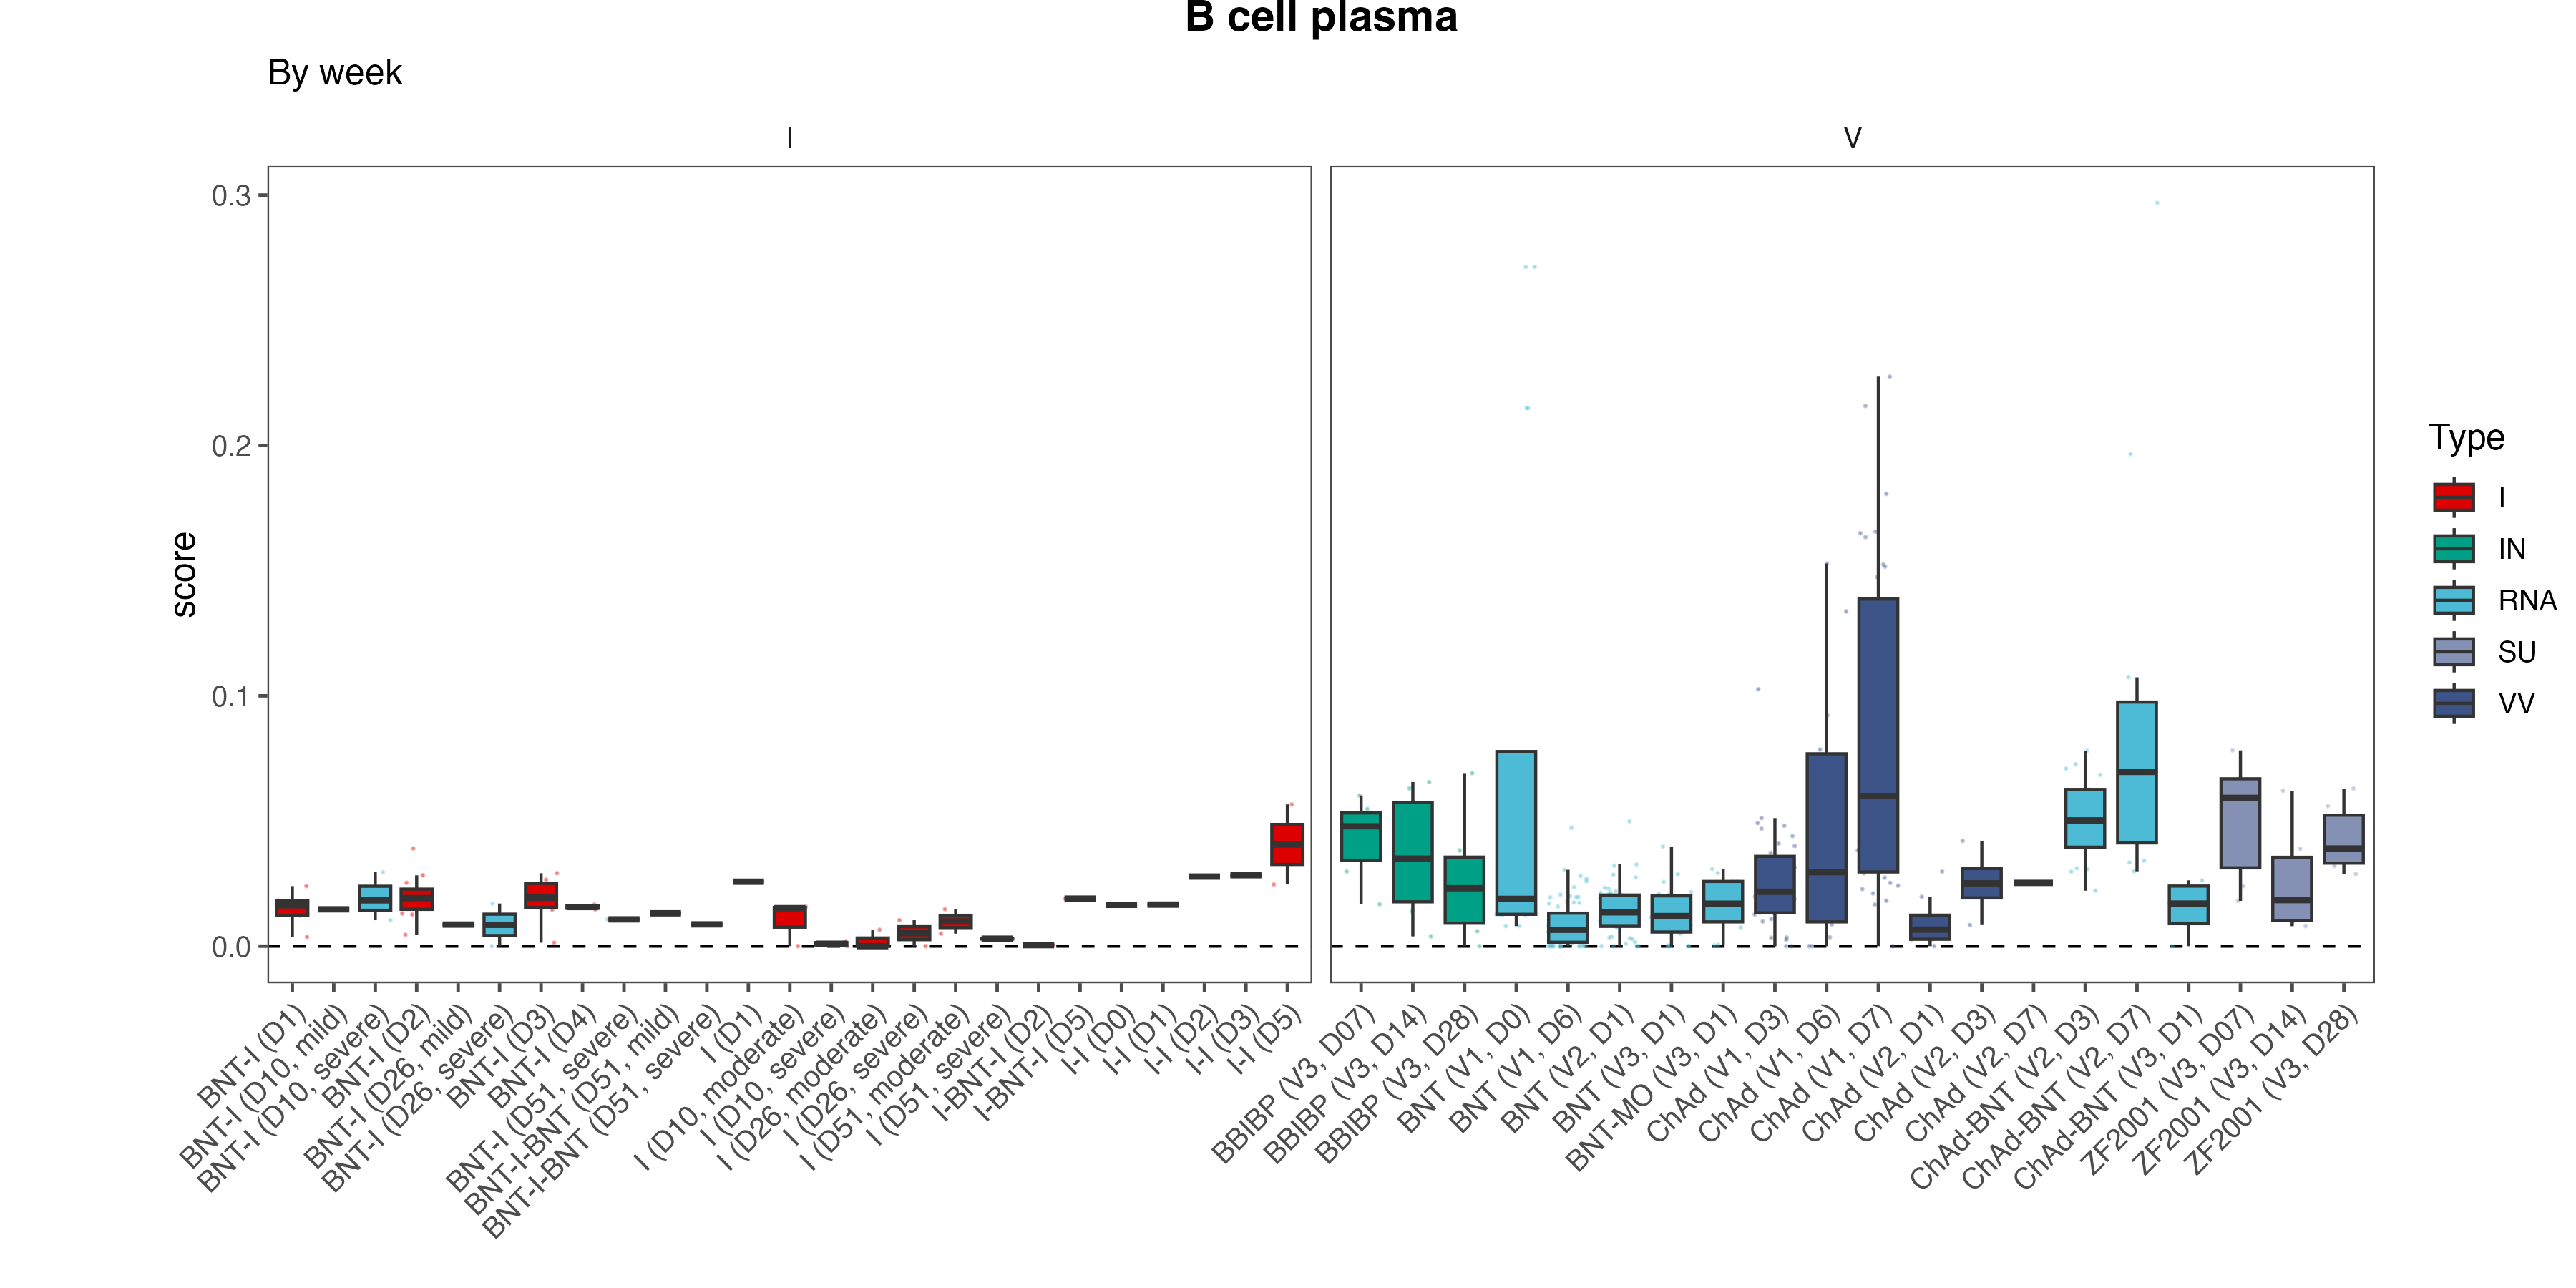 B cell plasma
By week
I
V
score
0.3
0.2
0.1
0.0
BNT-I (D1)
BNT-I (D10, mild)
BNT-I (D10, severe)
BNT-I (D2)
BNT-I (D26, mild)
BNT-I (D26, severe)
BNT-I (D3)
BNT-I (D4)
BNT-I (D51, severe)
BNT-I-BNT (D51, mild)
BNT-I-BNT (D51, severe)
I (D1)
I (D10, moderate)
I (D10, severe)
I (D26, moderate)
I (D26, severe)
I (D51, moderate)
I (D51, severe)
I-BNT-I (D2)
I-BNT-I (D5)
I-I (D0)
I-I (D1)
I-I (D2)
I-I (D3)
I-I (D5)
BBIBP (V3, D07)
BBIBP (V3, D14)
BBIBP (V3, D28)
BNT (V1, D0)
BNT (V1, D6)
BNT (V2, D1)
BNT (V3, D1)
BNT-MO (V3, D1)
ChAd (V1, D3)
ChAd (V1, D6)
ChAd (V1, D7)
ChAd (V2, D1)
ChAd (V2, D3)
ChAd (V2, D7)
ChAd-BNT (V2, D3)
ChAd-BNT (V2, D7)
ChAd-BNT (V3, D1)
ZF2001 (V3, D07)
ZF2001 (V3, D14)
ZF2001 (V3, D28)
Type
I
IN
RNA
SU
VV